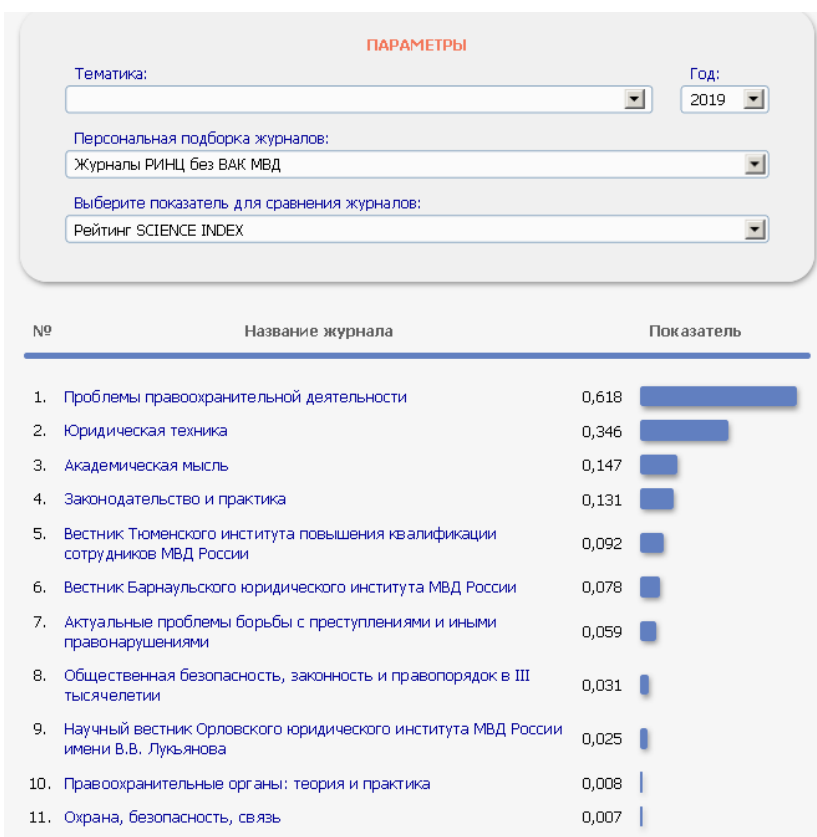 ПАРАМЕТРЫ
Тематика: Год:
2019
Персональная подборка журналов:
Журналы РИНЦ без ВАК МВД
Выберите показатель для сравнения журналов:
Рейтинг SCIENCE INDEX
№ Название журнала Показатель
1. Проблемы правоохранительной деятельности 0,618
2. Юридическая техника 0,346
3. Академическая мысль 0,147
4. Законодательство и практика 0,131
5. Вестник Тюменского института повышения квалификации
сотрудников МВД России 0,092
6. Вестник Барнаульского юридического института МВД России 0,078
7. Актуальные проблемы борьбы с преступлениями и иными
правонарушениями 0,059
8. Общественная безопасность, законность и правопорядок в III
тысячелетии 0,031
9. Научный вестник Орловского юридического института МВД России
имени В.В. Лукьянова 0,025
10. Правоохранительные органы: теория и практика 0,008
11. Охрана, безопасность, связь 0,007